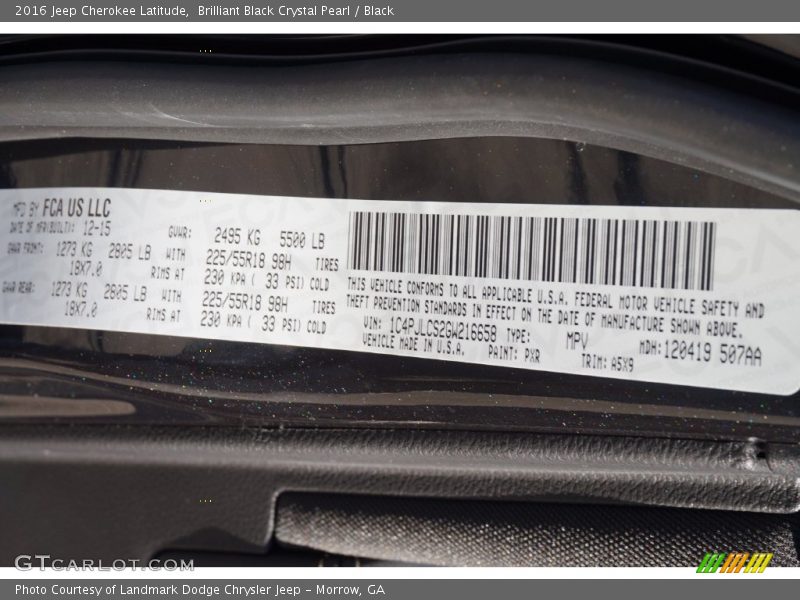 2016 Jeep Cherokee Latitude, Brilliant Black Crystal Pearl / Black
MFD BY FCA US LLC
DATE OF MFR(BUILT): 12-15
GVWR: 2495 KG 5500 LB
GAWR FRONT: 1273 KG 2805 LB WITH 225/55R18 98H TIRES
18X7.0 RIMS AT 230 KPA ( 33 PSI) COLD
GAWR REAR: 1273 KG 2805 LB WITH 225/55R18 98H TIRES
18X7.0 RIMS AT 230 KPA ( 33 PSI) COLD
THIS VEHICLE CONFORMS TO ALL APPLICABLE U.S.A. FEDERAL MOTOR VEHICLE SAFETY AND
THEFT PREVENTION STANDARDS IN EFFECT ON THE DATE OF MANUFACTURE SHOWN ABOVE.
VIN: 1C4PJLCS2GW216658 TYPE: MPV MDH: 120419 507AA
VEHICLE MADE IN U.S.A. PAINT: PXR TRIM: A5X9
GTCARLOT.COM
Photo Courtesy of Landmark Dodge Chrysler Jeep – Morrow, GA